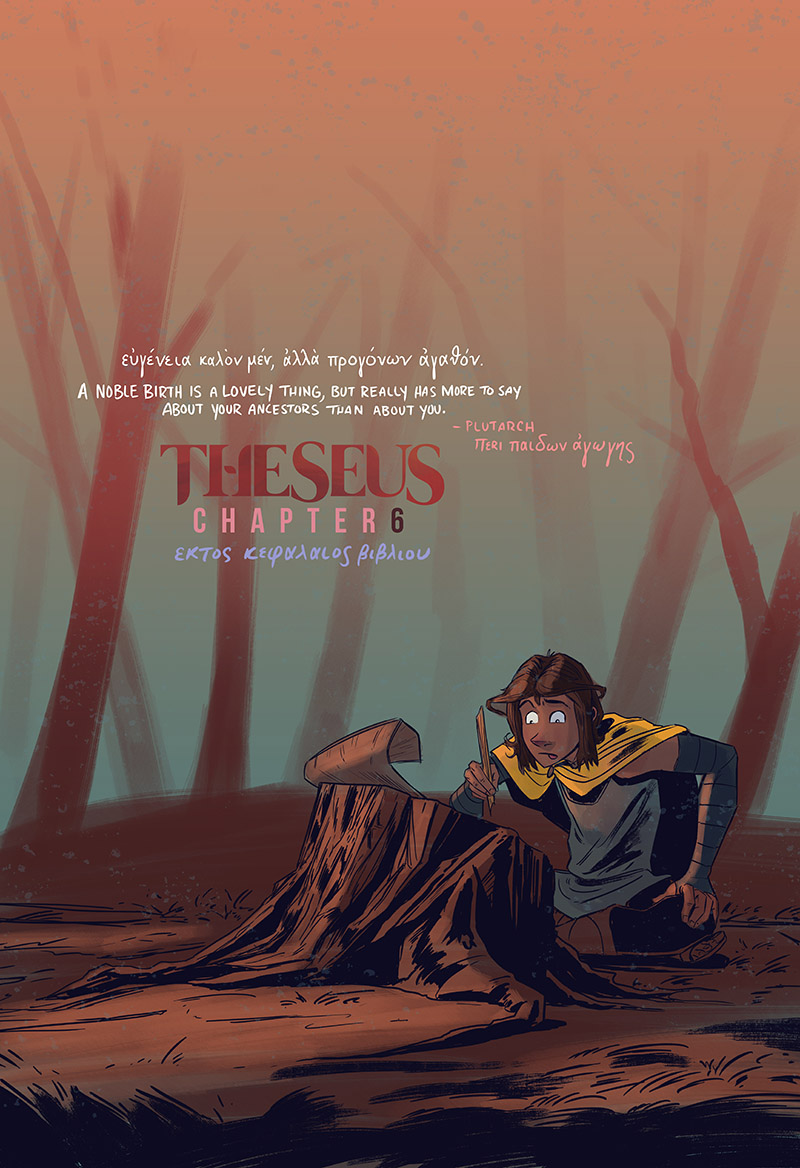 εὐγένεια καλὸν μέν, ἀλλὰ προγόνων ἀγαθόν.
A NOBLE BIRTH IS A LOVELY THING, BUT REALLY HAS MORE TO SAY
ABOUT YOUR ANCESTORS THAN ABOUT YOU.
– PLUTARCH
περι παιδων ἀγωγης
THESEUS
CHAPTER 6
εκτος κεφαλαιος βιβλιου